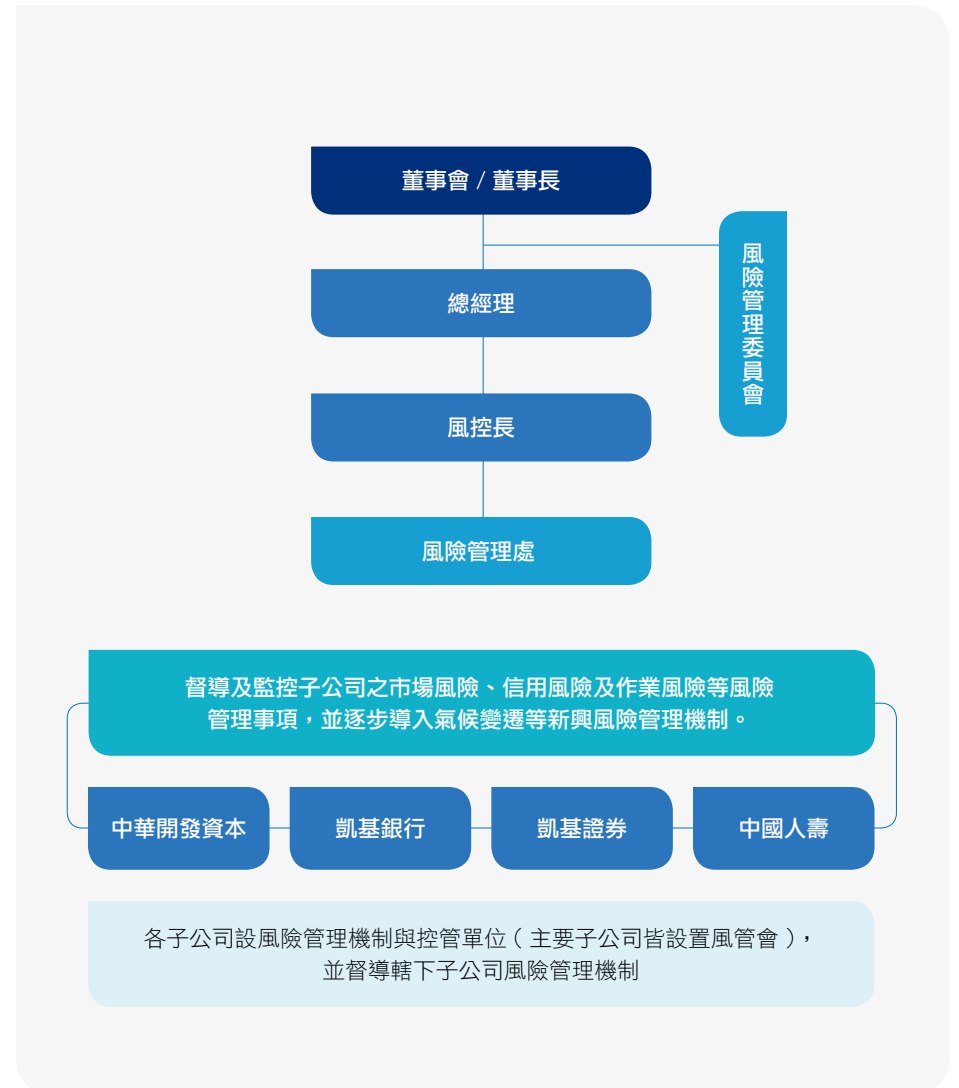 董事會 / 董事長
風險管理委員會
總經理
風控長
風險管理處
督導及監控子公司之市場風險、信用風險及作業風險等風險
管理事項，並逐步導入氣候變遷等新興風險管理機制。
中華開發資本
凱基銀行
凱基證券
中國人壽
各子公司設風險管理機制與控管單位（主要子公司皆設置風管會），
並督導轄下子公司風險管理機制